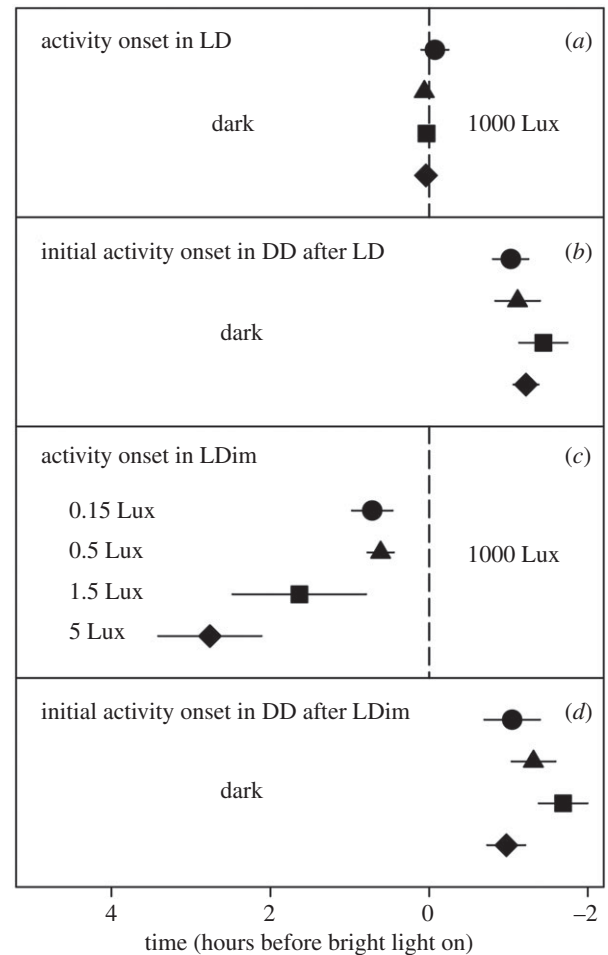 activity onset in LD (a)
dark 1000 Lux
initial activity onset in DD after LD (b)
dark
activity onset in LDim (c)
0.15 Lux
0.5 Lux 1000 Lux
1.5 Lux
5 Lux
initial activity onset in DD after LDim (d)
dark
4 2 0 −2
time (hours before bright light on)